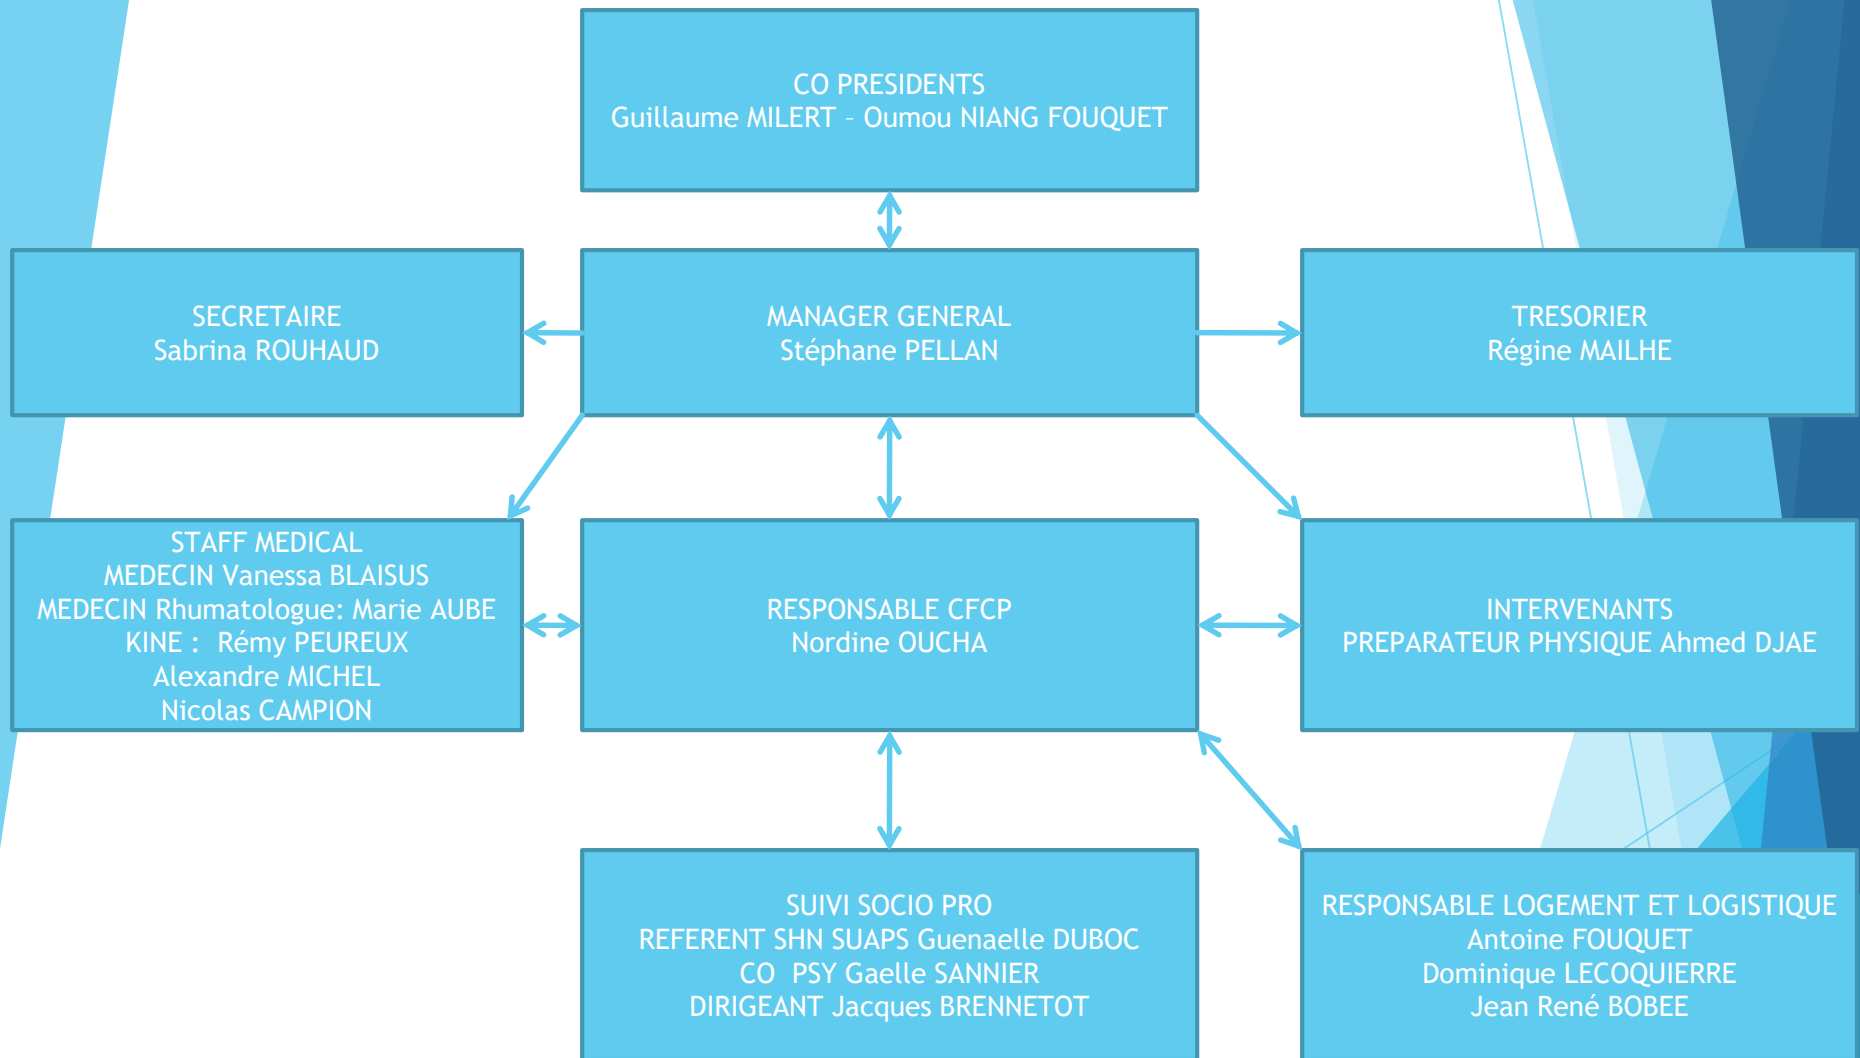 CO PRESIDENTS
Guillaume MILERT – Oumou NIANG FOUQUET
SECRETAIRE
Sabrina ROUHAUD
MANAGER GENERAL
Stéphane PELLAN
TRESORIER
Régine MAILHE
STAFF MEDICAL
MEDECIN Vanessa BLAISUS
MEDECIN Rhumatologue: Marie AUBE
KINE : Rémy PEUREUX
Alexandre MICHEL
Nicolas CAMPION
RESPONSABLE CFCP
Nordine OUCHA
INTERVENANTS
PREPARATEUR PHYSIQUE Ahmed DJAE
SUIVI SOCIO PRO
REFERENT SHN SUAPS Guenaelle DUBOC
CO PSY Gaelle SANNIER
DIRIGEANT Jacques BRENNETOT
RESPONSABLE LOGEMENT ET LOGISTIQUE
Antoine FOUQUET
Dominique LECOQUIERRE
Jean René BOBEE